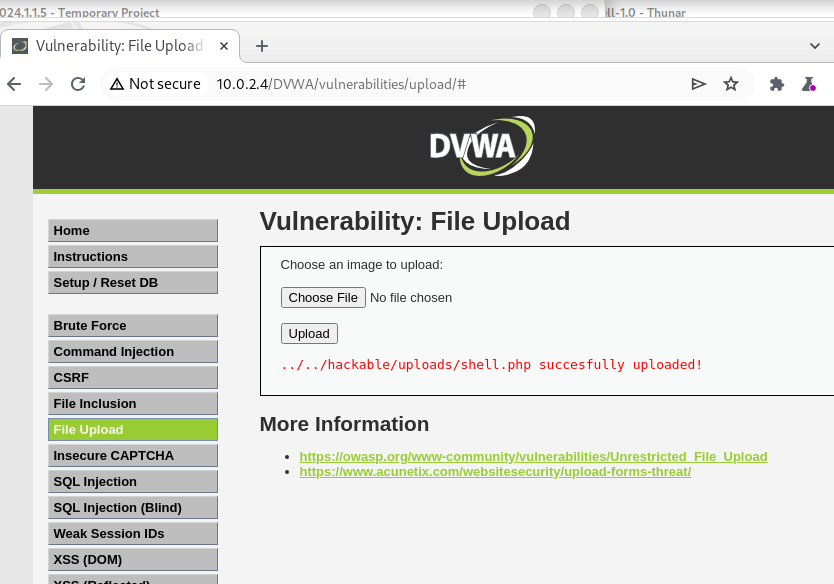 024.1.1.5 - Temporary Project
ell-1.0 - Thunar
Vulnerability: File Upload
Not secure 10.0.2.4/DVWA/vulnerabilities/upload/#
DVWA
Home
Instructions
Setup / Reset DB
Brute Force
Command Injection
CSRF
File Inclusion
File Upload
Insecure CAPTCHA
SQL Injection
SQL Injection (Blind)
Weak Session IDs
XSS (DOM)
XSS (Reflected)
Vulnerability: File Upload
Choose an image to upload:
Choose File No file chosen
Upload
../../hackable/uploads/shell.php succesfully uploaded!
More Information
https://owasp.org/www-community/vulnerabilities/Unrestricted_File_Upload
https://www.acunetix.com/websitesecurity/upload-forms-threat/